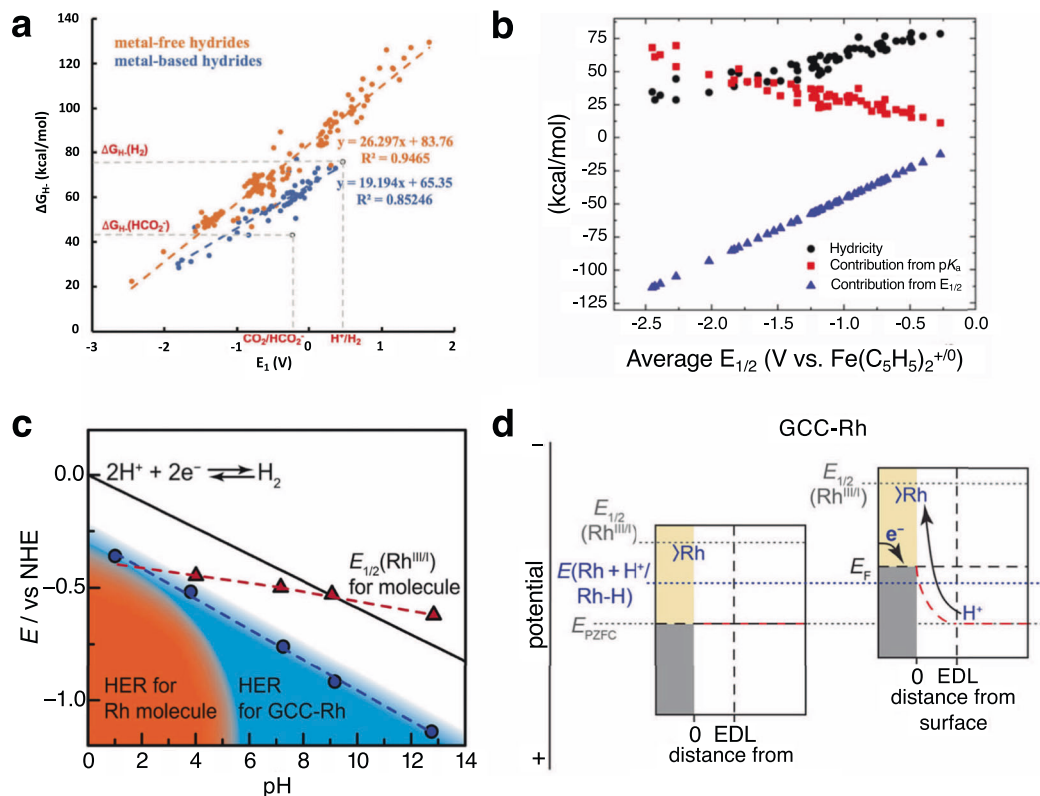 a
metal-free hydrides
metal-based hydrides
y = 26.297x + 83.76
R² = 0.9465
y = 19.194x + 65.35
R² = 0.85246
ΔG_H-(H₂)
ΔG_H-(HCO₂⁻)
ΔG_H- (kcal/mol)
140
120
100
80
60
40
20
0
-3
-2
-1
0
1
2
CO₂/HCO₂⁻
H⁺/H₂
E₁ (V)
b
(kcal/mol)
75
50
25
0
-25
-50
-75
-100
-125
Hydricity
Contribution from pKₐ
Contribution from E₁/₂
-2.5
-2.0
-1.5
-1.0
-0.5
0.0
Average E₁/₂ (V vs. Fe(C₅H₅)₂⁺/⁰)
c
E / vs NHE
0.0
−0.5
−1.0
2H⁺ + 2e⁻ ⇌ H₂
E₁/₂(Rhᴵᴵᴵ/ᴵ)
for molecule
HER for
Rh molecule
HER
for GCC-Rh
0
2
4
6
8
10
12
14
pH
d
GCC-Rh
−
potential
+
E₁/₂
(Rhᴵᴵᴵ/ᴵ)
Rh
E(Rh + H⁺/
Rh-H)
E_PZFC
0 EDL
distance from
E₁/₂
(Rhᴵᴵᴵ/ᴵ)
Rh
e⁻
E_F
H⁺
0 EDL
distance from
surface